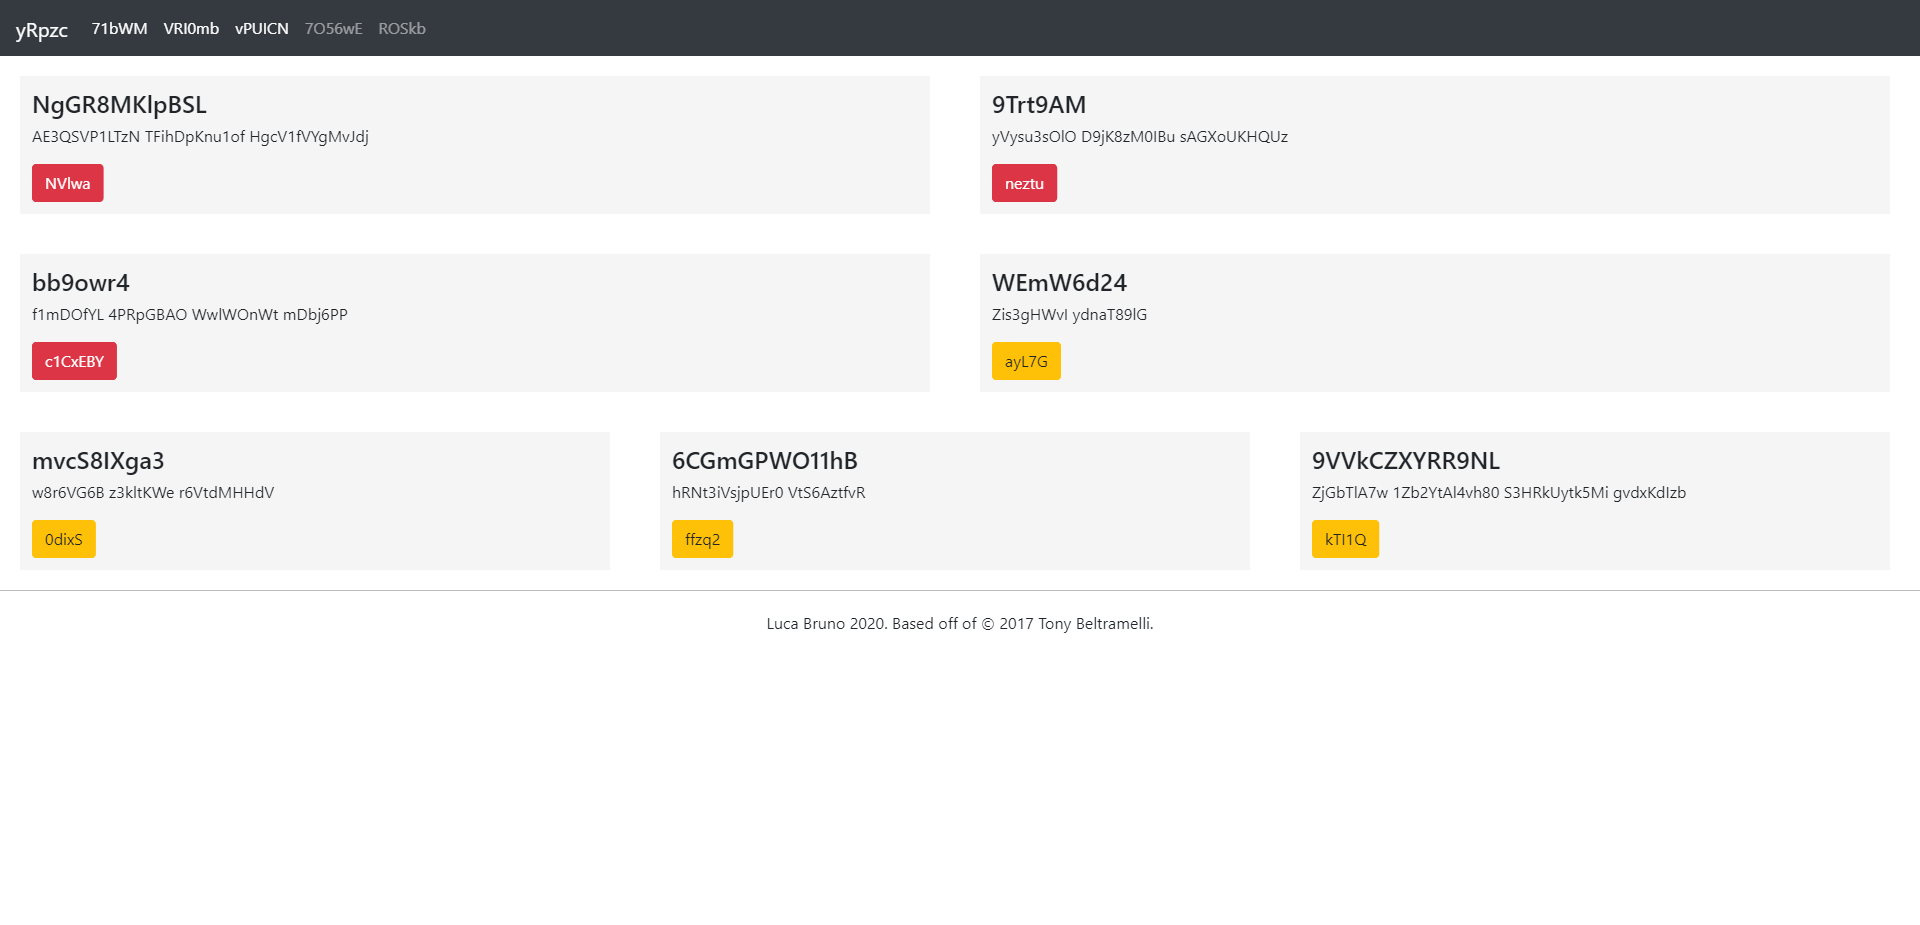 yRpzc 71bWM VRI0mb vPUICN 7O56wE ROSkb
NgGR8MKlpBSL
AE3QSVP1LTzN TFihDpKnu1of HgcV1fVYgMvJdj
NVlwa
9Trt9AM
yVysu3sOlO D9jK8zM0IBu sAGXoUKHQUz
neztu
bb9owr4
f1mDOfYL 4PRpGBAO WwlWOnWt mDbj6PP
c1CxEBY
WEmW6d24
Zis3gHWvI ydnaT89lG
ayL7G
mvcS8IXga3
w8r6VG6B z3kltKWe r6VtdMHHdV
0dixS
6CGmGPWO11hB
hRNt3iVsjpUEr0 VtS6AztfvR
ffzq2
9VVkCZXYRR9NL
ZjGbTlA7w 1Zb2YtAl4vh80 S3HRkUytk5Mi gvdxKdIzb
kTI1Q
Luca Bruno 2020. Based off of © 2017 Tony Beltramelli.